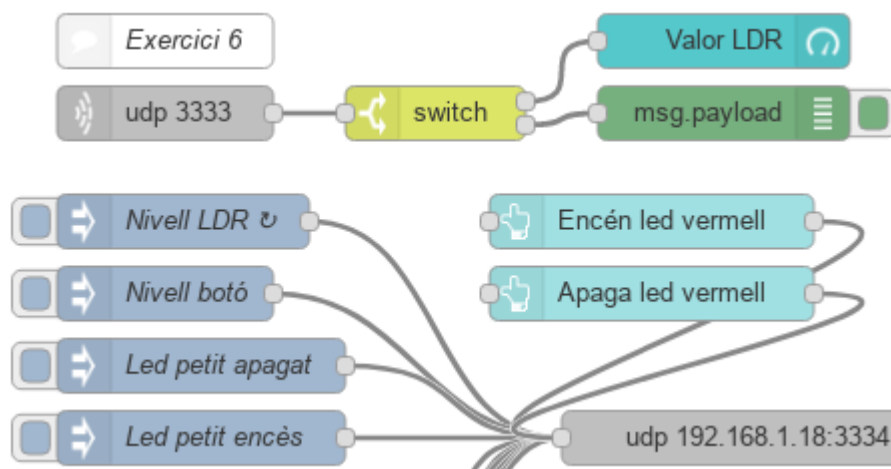 Exercici 6
Valor LDR
udp 3333
switch
msg.payload
Nivell LDR ↻
Encén led vermell
Nivell botó
Apaga led vermell
Led petit apagat
Led petit encès
udp 192.168.1.18:3334